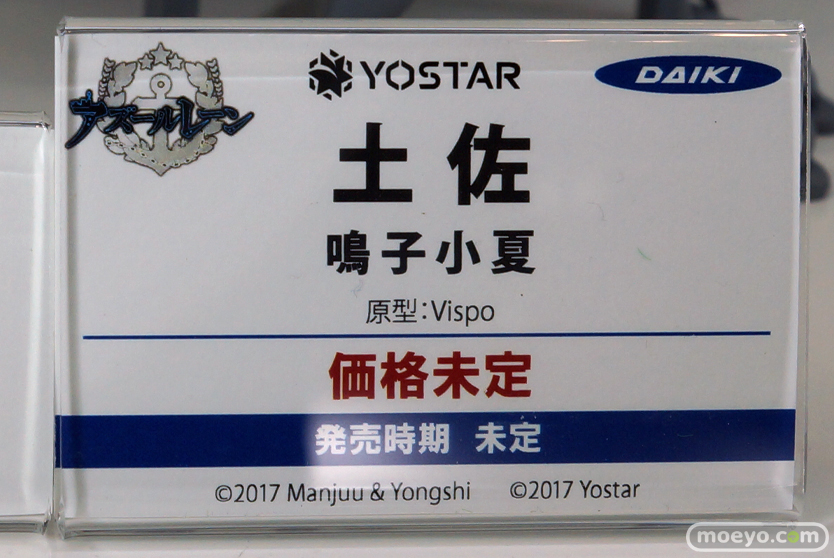 アズールレーン
YOSTAR
DAIKI
土佐
鳴子小夏
原型：Vispo
価格未定
発売時期 未定
©2017 Manjuu & Yongshi ©2017 Yostar
moeyo.com